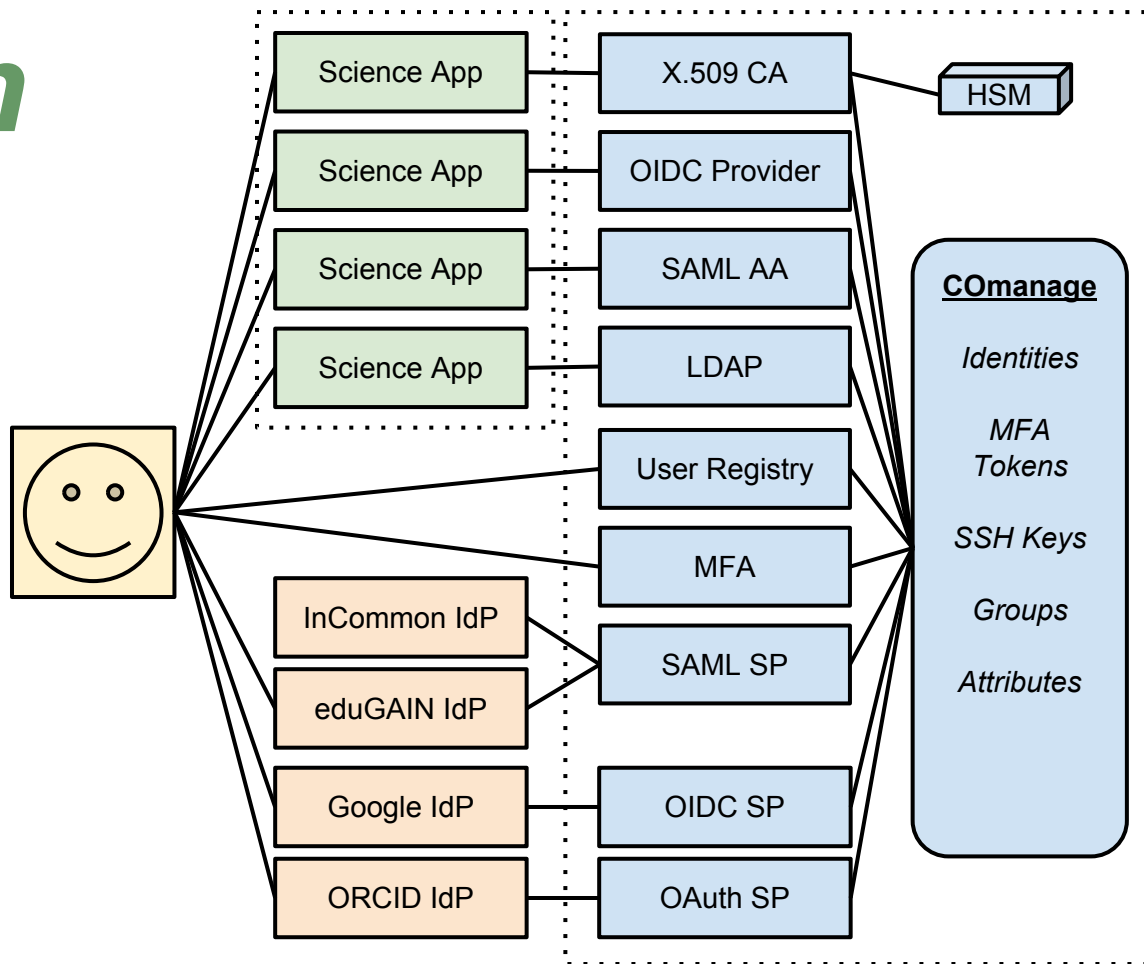 n
Science App
X.509 CA
HSM
Science App
OIDC Provider
Science App
SAML AA
Science App
LDAP
User Registry
MFA
InCommon IdP
SAML SP
eduGAIN IdP
Google IdP
OIDC SP
ORCID IdP
OAuth SP
COmanage
Identities
MFA
Tokens
SSH Keys
Groups
Attributes